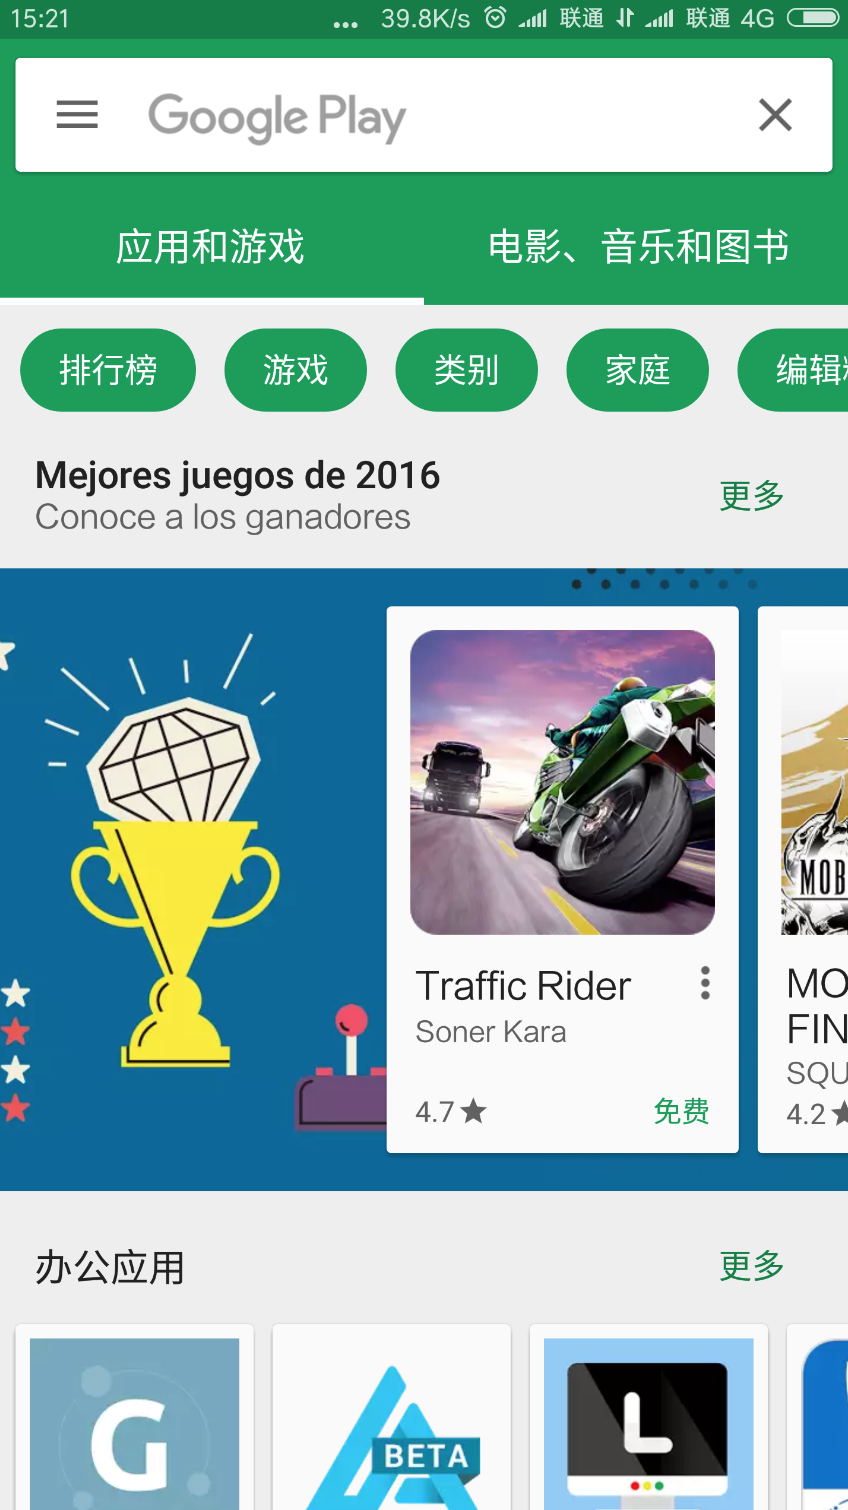 15:21 ... 39.8K/s 联通 联通 4G
Google Play
应用和游戏 电影、音乐和图书
排行榜 游戏 类别 家庭 编辑
Mejores juegos de 2016
Conoce a los ganadores
更多
Traffic Rider
Soner Kara
4.7 免费
MOB
MO
FIN
SQU
4.2
办公应用 更多
G BETA L